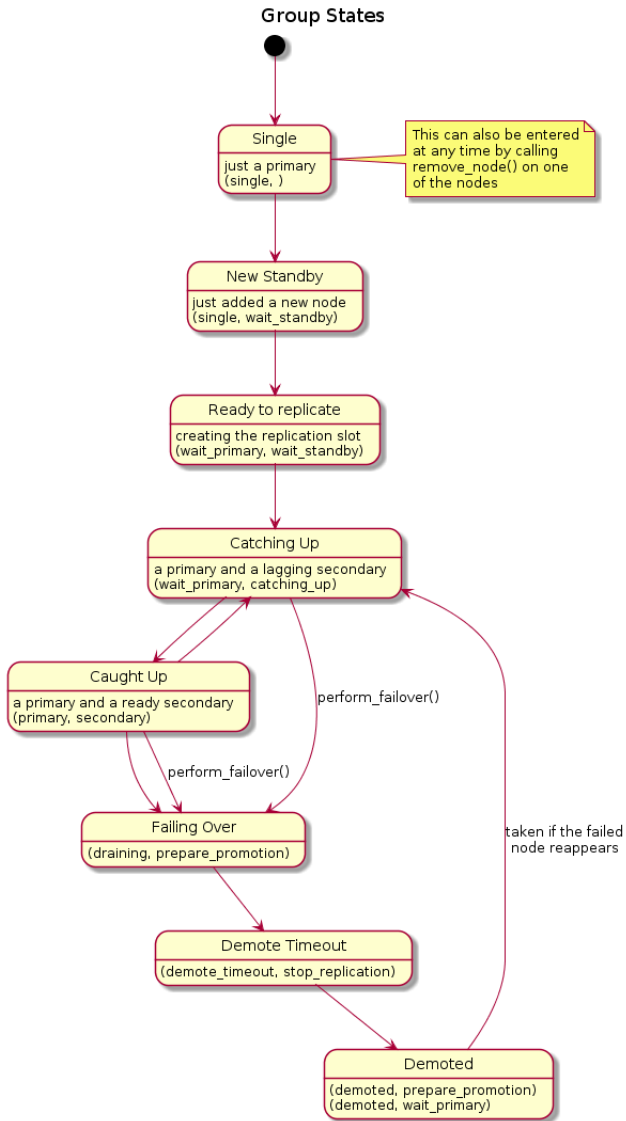 Group States
Single
just a primary
(single, )
This can also be entered
at any time by calling
remove_node() on one
of the nodes
New Standby
just added a new node
(single, wait_standby)
Ready to replicate
creating the replication slot
(wait_primary, wait_standby)
Catching Up
a primary and a lagging secondary
(wait_primary, catching_up)
Caught Up
a primary and a ready secondary
(primary, secondary)
perform_failover()
perform_failover()
Failing Over
(draining, prepare_promotion)
taken if the failed
node reappears
Demote Timeout
(demote_timeout, stop_replication)
Demoted
(demoted, prepare_promotion)
(demoted, wait_primary)